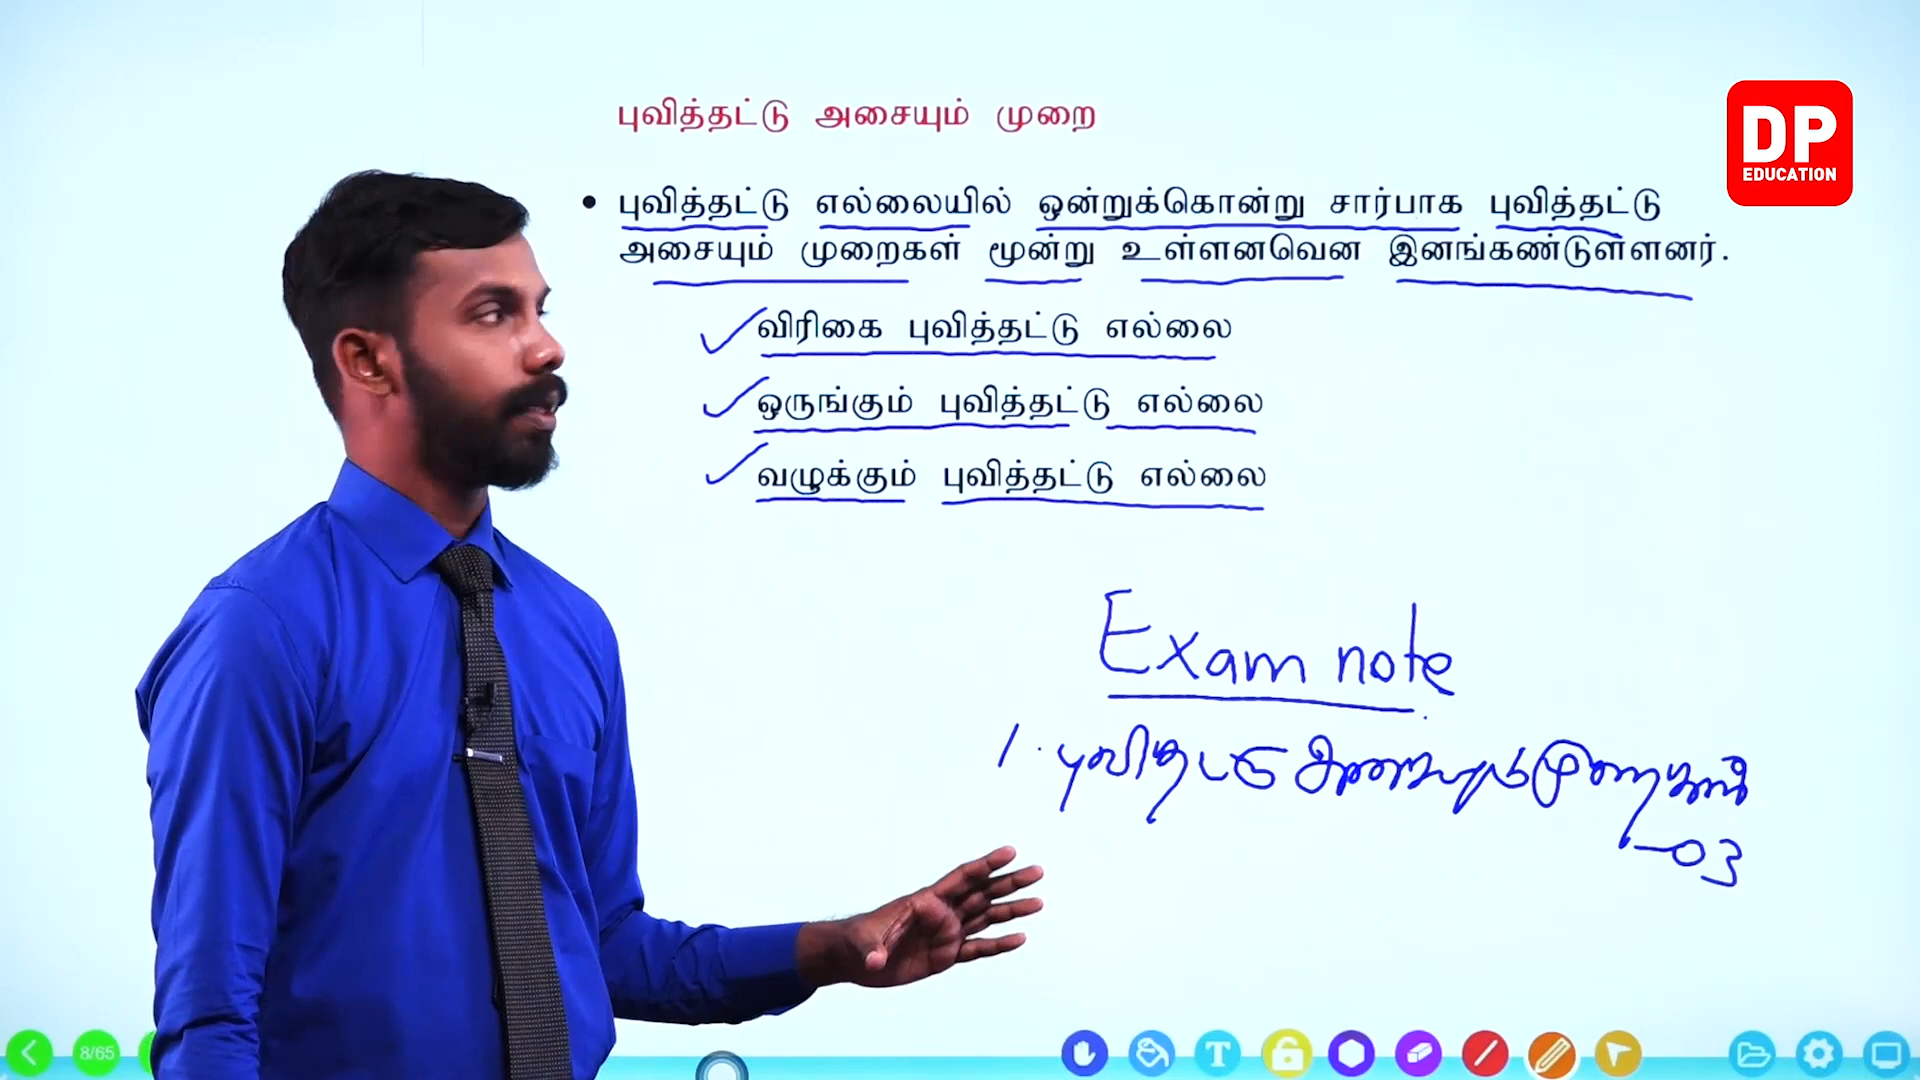 புவித்தட்டு அசையும் முறை
DP
EDUCATION
• புவித்தட்டு எல்லையில் ஒன்றுக்கொன்று சார்பாக புவித்தட்டு
அசையும் முறைகள் மூன்று உள்ளனவென இனங்கண்டுள்ளனர்.
விரிகை புவித்தட்டு எல்லை
ஒருங்கும் புவித்தட்டு எல்லை
வழுக்கும் புவித்தட்டு எல்லை
Exam note
1. புவிதட்டு அசையும் முறைகள்
-03
8/65
T